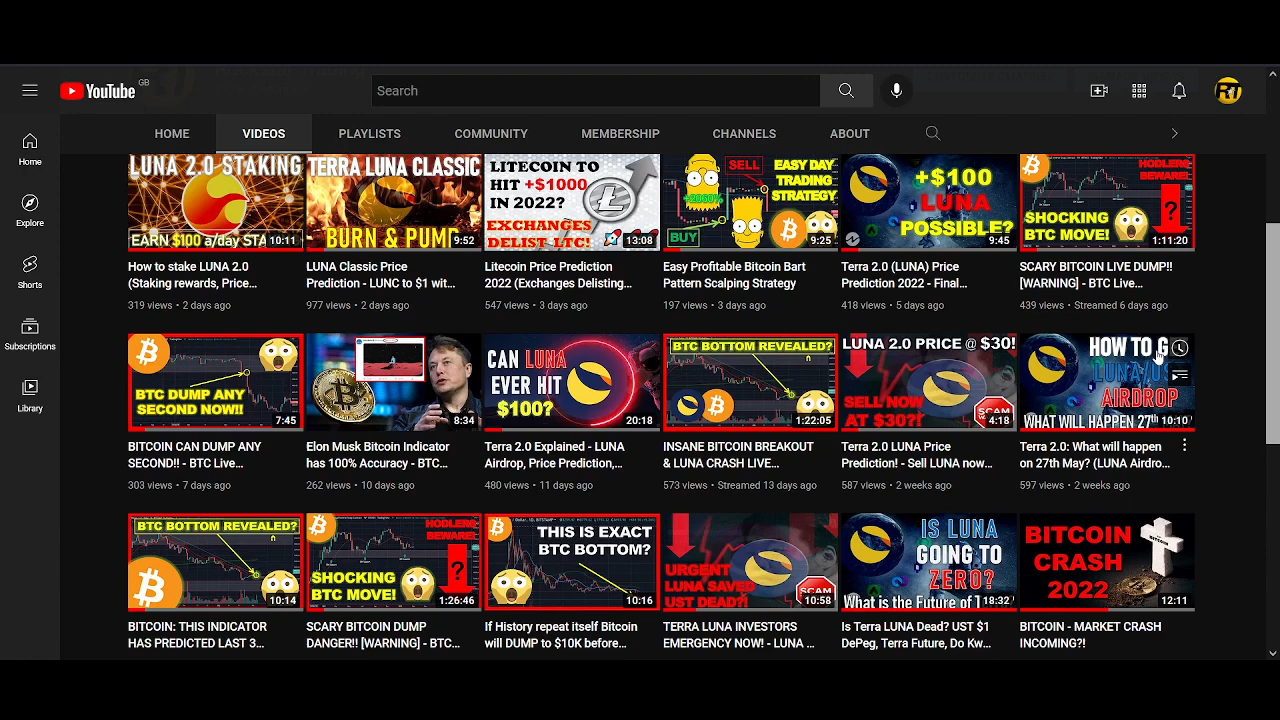 YouTube GB
Search
RT
HOME VIDEOS PLAYLISTS COMMUNITY MEMBERSHIP CHANNELS ABOUT
Home
Explore
Shorts
Subscriptions
Library
LUNA 2.0 STAKING
EARN $100 a/day STA
10:11
How to stake LUNA 2.0
(Staking rewards, Price...
319 views • 2 days ago
TERRA LUNA CLASSIC
BURN & PUMP
9:52
LUNA Classic Price
Prediction - LUNC to $1 wit...
977 views • 2 days ago
LITECOIN TO
HIT +$1000
IN 2022?
EXCHANGES
DELIST LTC!
13:08
Litecoin Price Prediction
2022 (Exchanges Delisting...
547 views • 3 days ago
SELL
EASY DAY
TRADING
STRATEGY
+2060%
BUY
9:25
Easy Profitable Bitcoin Bart
Pattern Scalping Strategy
197 views • 3 days ago
+$100
LUNA
POSSIBLE?
9:45
Terra 2.0 (LUNA) Price
Prediction 2022 - Final...
418 views • 5 days ago
HODLERS
BEWARE!
SHOCKING
BTC MOVE!
?
1:11:20
SCARY BITCOIN LIVE DUMP!!
[WARNING] - BTC Live...
439 views • Streamed 6 days ago
BTC DUMP ANY
SECOND NOW!!
7:45
BITCOIN CAN DUMP ANY
SECOND!! - BTC Live...
303 views • 7 days ago
8:34
Elon Musk Bitcoin Indicator
has 100% Accuracy - BTC...
262 views • 10 days ago
CAN LUNA
EVER HIT
$100?
20:18
Terra 2.0 Explained - LUNA
Airdrop, Price Prediction,...
480 views • 11 days ago
BTC BOTTOM REVEALED?
1:22:05
INSANE BITCOIN BREAKOUT
& LUNA CRASH LIVE...
573 views • Streamed 13 days ago
LUNA 2.0 PRICE @ $30!
SELL NOW
AT $30?!
SCAM
4:18
Terra 2.0 LUNA Price
Prediction! - Sell LUNA now...
587 views • 2 weeks ago
HOW TO G
LUNA/US
AIRDROP
WHAT WILL HAPPEN 27th
10:10
Terra 2.0: What will happen
on 27th May? (LUNA Airdro...
597 views • 2 weeks ago
BTC BOTTOM REVEALED?
10:14
BITCOIN: THIS INDICATOR
HAS PREDICTED LAST 3...
HODLERS
BEWARE!
SHOCKING
BTC MOVE!
?
1:26:46
SCARY BITCOIN DUMP
DANGER!! [WARNING] - BTC...
THIS IS EXACT
BTC BOTTOM?
10:16
If History repeat itself Bitcoin
will DUMP to $10K before...
URGENT
LUNA SAVED
UST DEAD?!
SCAM
10:58
TERRA LUNA INVESTORS
EMERGENCY NOW! - LUNA ...
IS LUNA
GOING TO
ZERO?
What is the Future of T
18:32
Is Terra LUNA Dead? UST $1
DePeg, Terra Future, Do Kw...
BITCOIN
CRASH
2022
BITCOIN
12:11
BITCOIN - MARKET CRASH
INCOMING?!